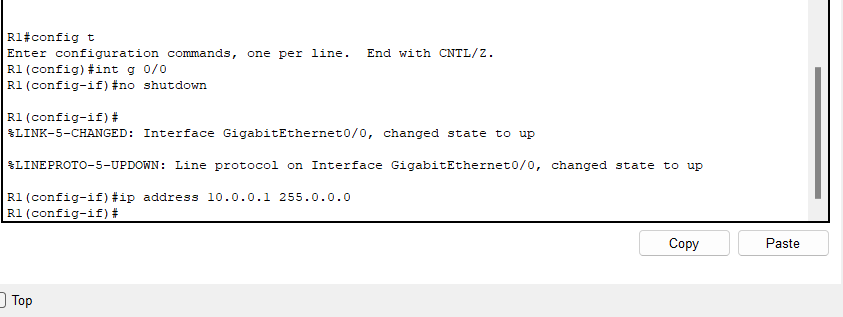 R1#config t
Enter configuration commands, one per line.  End with CNTL/Z.
R1(config)#int g 0/0
R1(config-if)#no shutdown
R1(config-if)#
%LINK-5-CHANGED: Interface GigabitEthernet0/0, changed state to up
%LINEPROTO-5-UPDOWN: Line protocol on Interface GigabitEthernet0/0, changed state to up
R1(config-if)#ip address 10.0.0.1 255.0.0.0
R1(config-if)#
Copy
Paste
Top